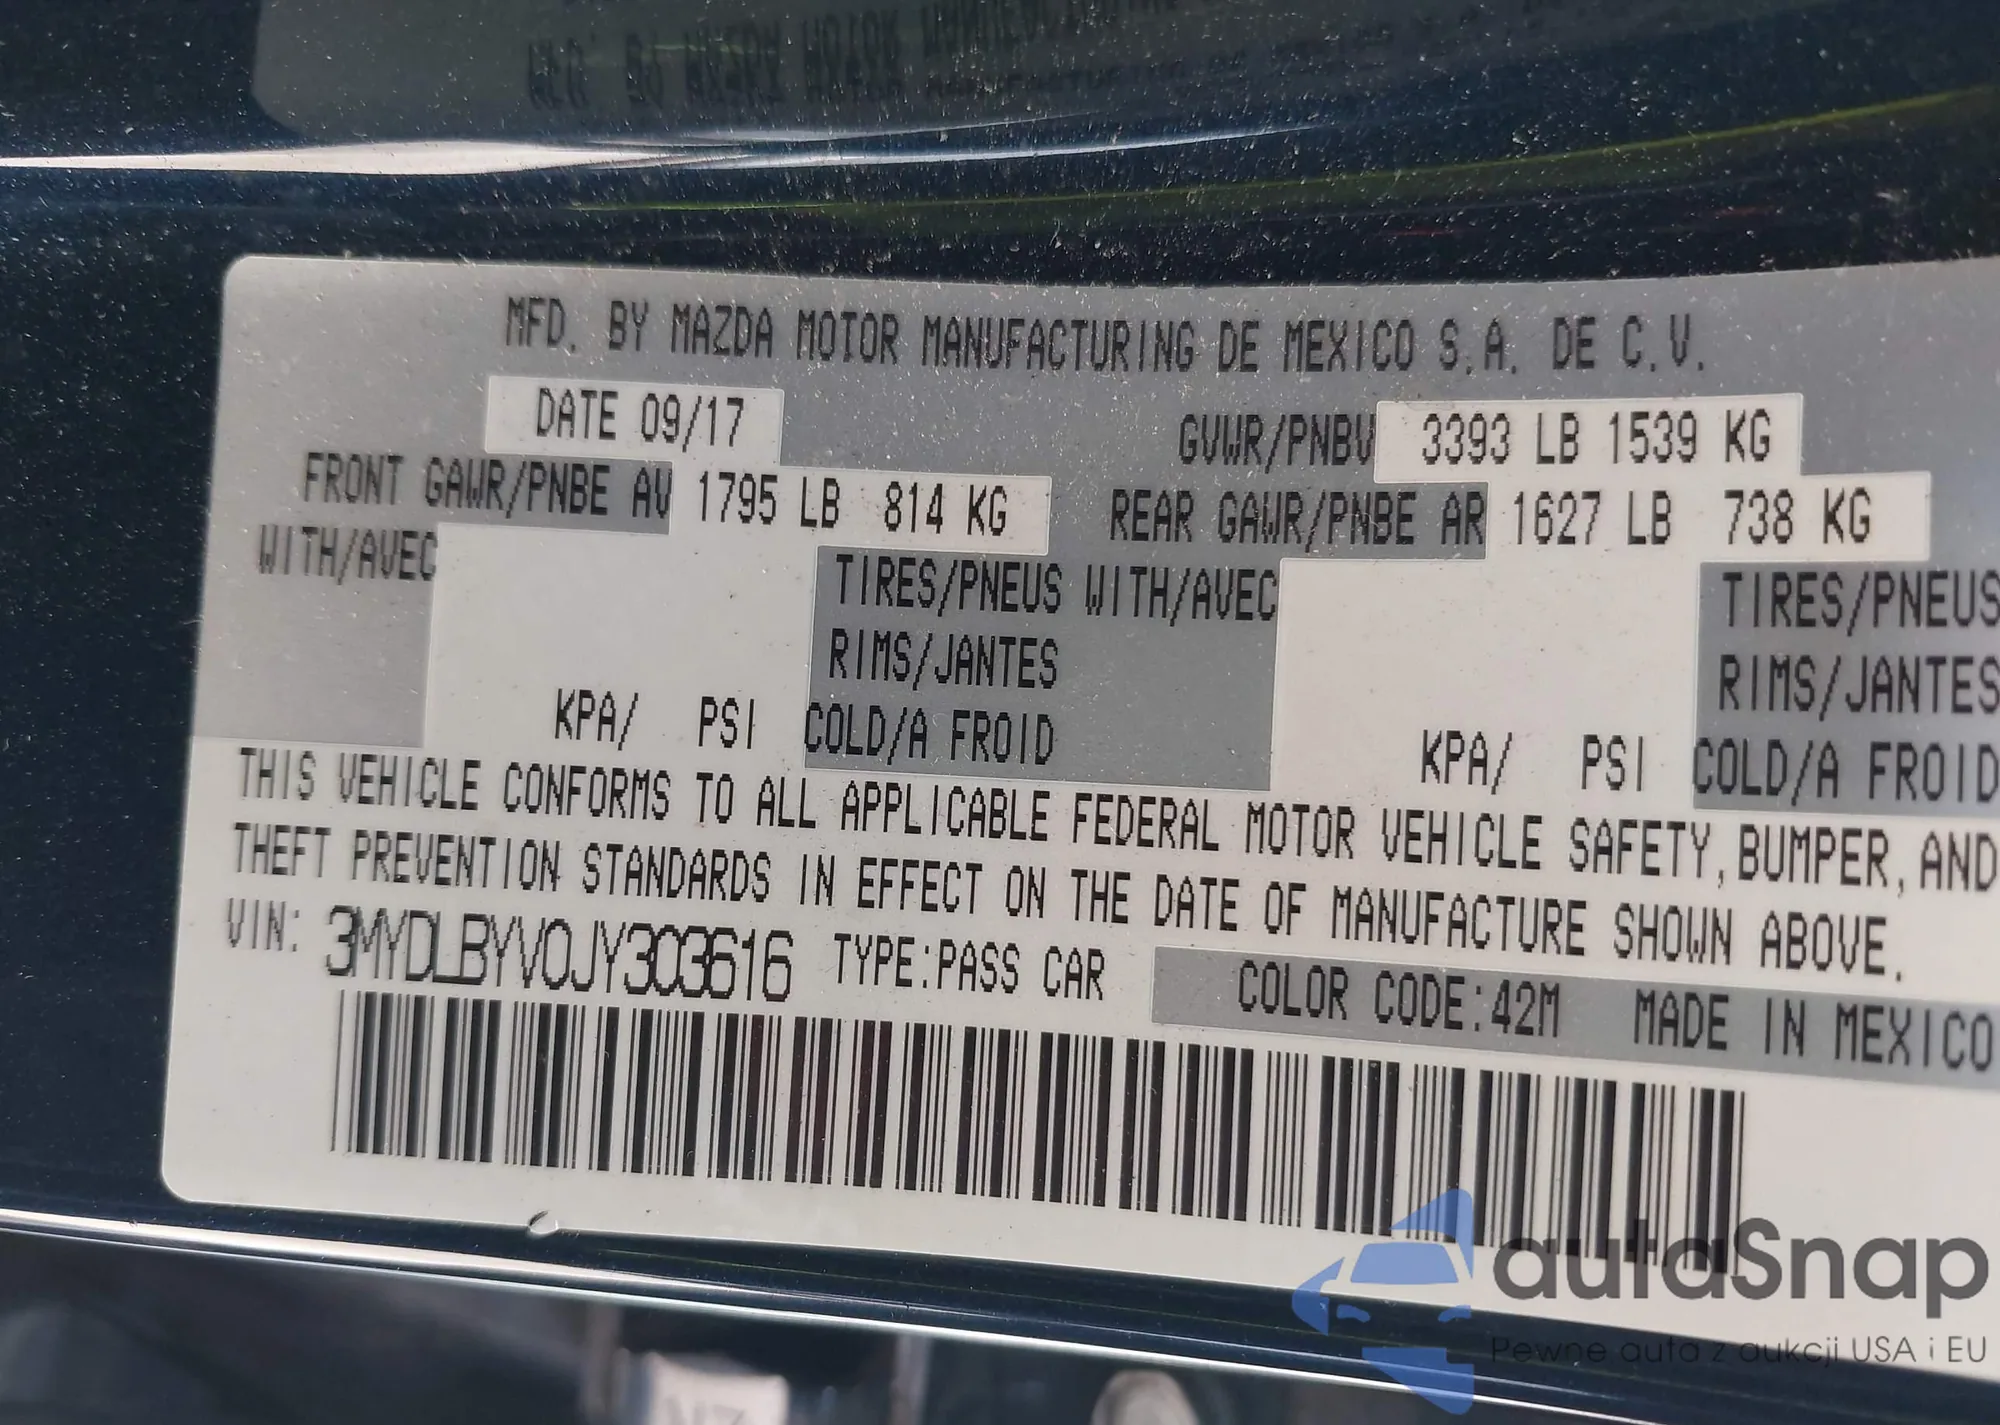 MFD. BY MAZDA MOTOR MANUFACTURING DE MEXICO S.A. DE C.V.
DATE 09/17 GVWR/PNBV 3393 LB 1539 KG
FRONT GAWR/PNBE AV 1795 LB 814 KG REAR GAWR/PNBE AR 1627 LB 738 KG
WITH/AVEC TIRES/PNEUS WITH/AVEC TIRES/PNEUS
RIMS/JANTES RIMS/JANTES
KPA/ PSI COLD/A FROID KPA/ PSI COLD/A FROID
THIS VEHICLE CONFORMS TO ALL APPLICABLE FEDERAL MOTOR VEHICLE SAFETY, BUMPER, AND
THEFT PREVENTION STANDARDS IN EFFECT ON THE DATE OF MANUFACTURE SHOWN ABOVE.
VIN: 3MYDLBYV0JY303616 TYPE:PASS CAR COLOR CODE:42M MADE IN MEXICO
autaSnap
Pewne auta z aukcji USA i EU